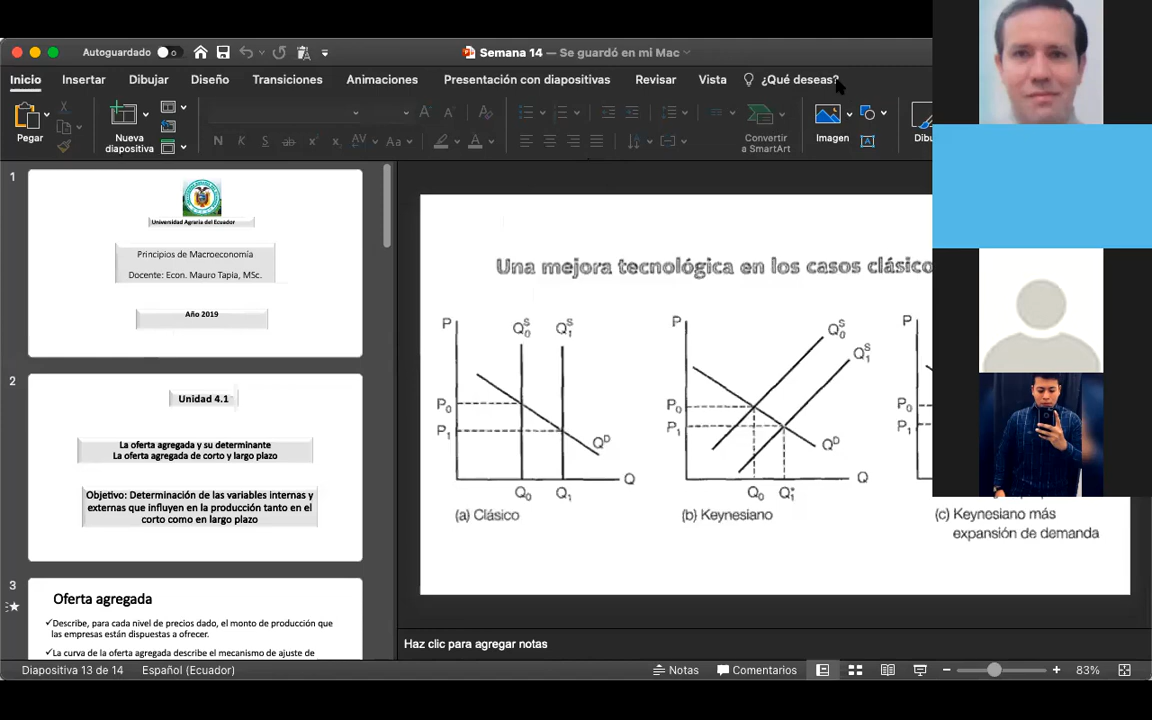 Autoguardado
Semana 14 — Se guardó en mi Mac
Inicio Insertar Dibujar Diseño Transiciones Animaciones Presentación con diapositivas Revisar Vista ¿Qué deseas?
Pegar
Nueva diapositiva
Convertir a SmartArt
Imagen
Dibu
1
Universidad Agraria del Ecuador
Principios de Macroeconomía
Docente: Econ. Mauro Tapia, MSc.
Año 2019
2
Unidad 4.1
La oferta agregada y su determinante
La oferta agregada de corto y largo plazo
Objetivo: Determinación de las variables internas y
externas que influyen en la producción tanto en el
corto como en largo plazo
3
Oferta agregada
✓Describe, para cada nivel de precios dado, el monto de producción que
las empresas están dispuestas a ofrecer.
✓La curva de la oferta agregada describe el mecanismo de ajuste de
Una mejora tecnológica en los casos clásico
P Q₀ˢ Q₁ˢ
P₀
P₁
Qᴰ
Q
Q₀ Q₁
(a) Clásico
P Q₀ˢ
Q₁ˢ
P₀
P₁
Qᴰ
Q
Q₀ Q₁*
(b) Keynesiano
P
P₀
P₁
(c) Keynesiano más
expansión de demanda
Haz clic para agregar notas
Diapositiva 13 de 14 Español (Ecuador) Notas Comentarios 83%